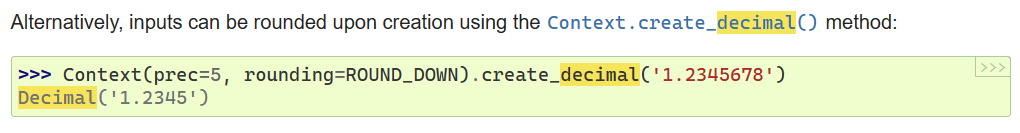 Alternatively, inputs can be rounded upon creation using the Context.create_decimal() method:
>>> Context(prec=5, rounding=ROUND_DOWN).create_decimal('1.2345678')
>>>
Decimal('1.2345')